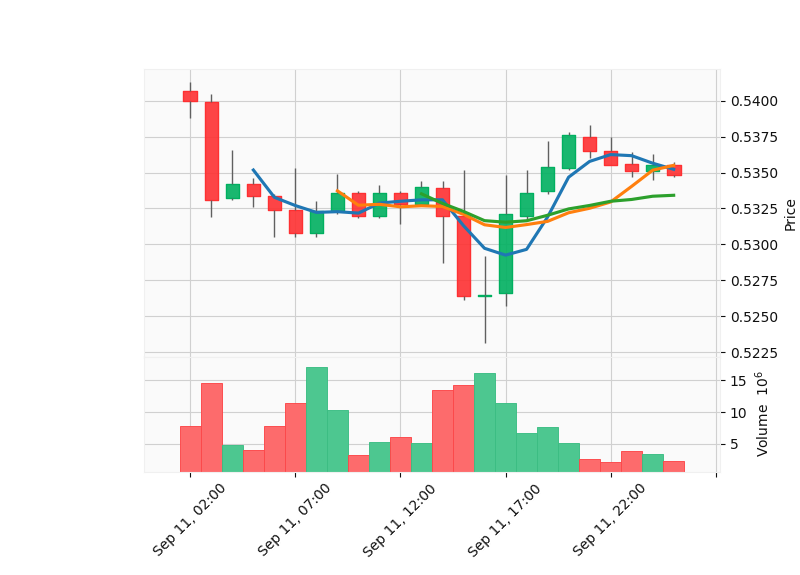 0.5400
0.5375
0.5350
0.5325
0.5300
0.5275
0.5250
0.5225
Price
15
10
5
Volume 10^6
Sep 11, 02:00
Sep 11, 07:00
Sep 11, 12:00
Sep 11, 17:00
Sep 11, 22:00